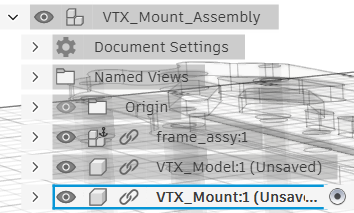 VTX_Mount_Assembly
Document Settings
Named Views
Origin
frame_assy:1
VTX_Model:1 (Unsaved)
VTX_Mount:1 (Unsav...